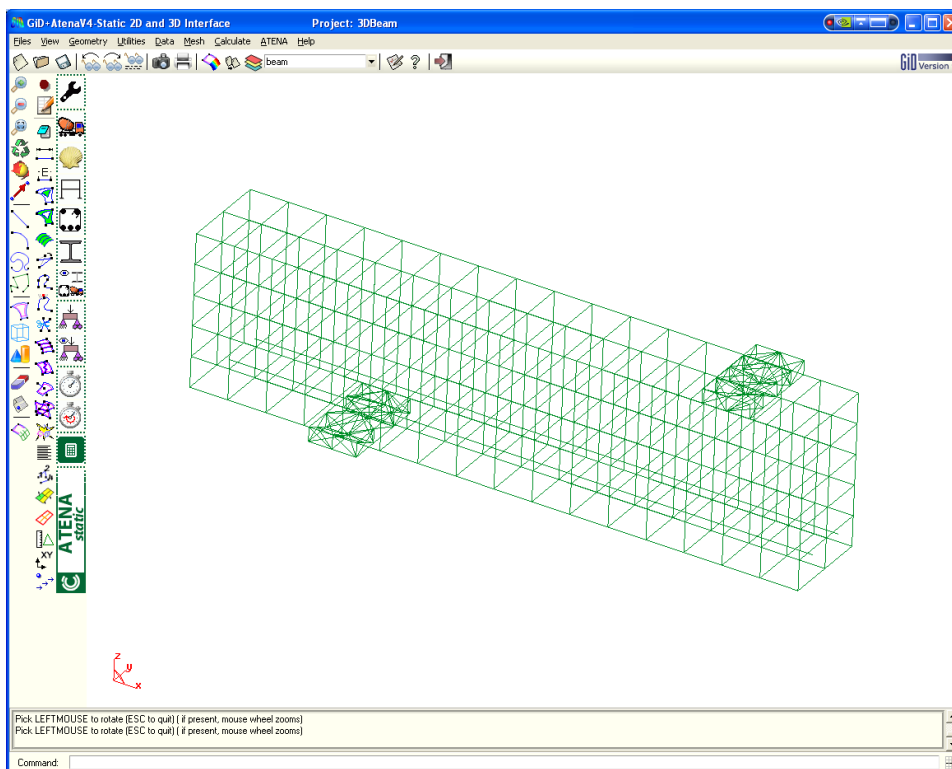 GiD+AtenaV4-Static 2D and 3D Interface Project: 3DBeam
Files View Geometry Utilities Data Mesh Calculate ATENA Help
beam
GiD Version
:E:
ATENA
static
XY
z
y
x
Pick LEFTMOUSE to rotate (ESC to quit) ( if present, mouse wheel zooms)
Pick LEFTMOUSE to rotate (ESC to quit) ( if present, mouse wheel zooms)
Command: